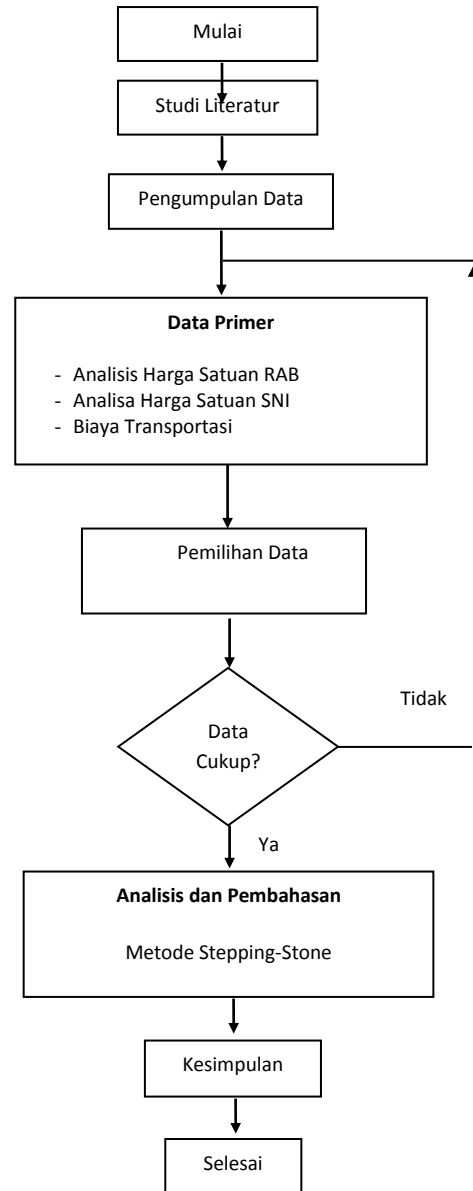 Mulai
Studi Literatur
Pengumpulan Data
Data Primer
- Analisis Harga Satuan RAB
- Analisa Harga Satuan SNI
- Biaya Transportasi
Pemilihan Data
Tidak
Data
Cukup?
Ya
Analisis dan Pembahasan
Metode Stepping-Stone
Kesimpulan
Selesai